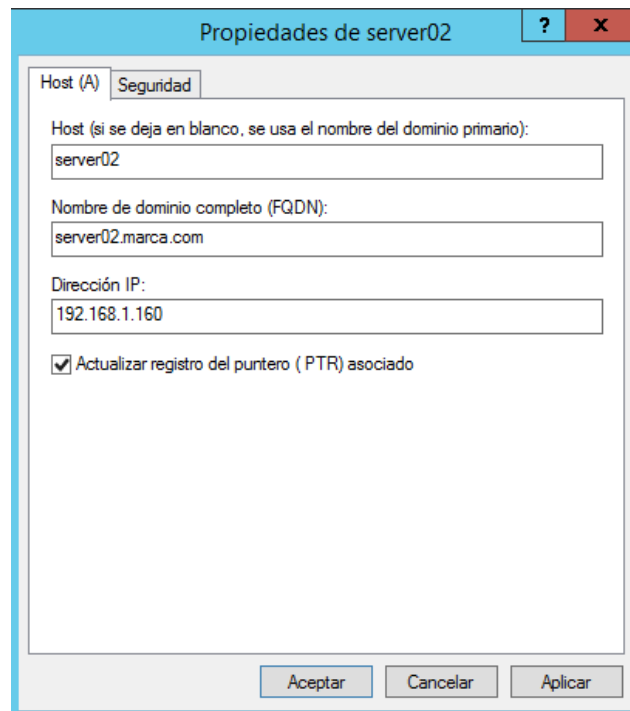 Propiedades de server02
?
x
Host (A)
Seguridad
Host (si se deja en blanco, se usa el nombre del dominio primario):
server02
Nombre de dominio completo (FQDN):
server02.marca.com
Dirección IP:
192.168.1.160
Actualizar registro del puntero ( PTR) asociado
Aceptar
Cancelar
Aplicar